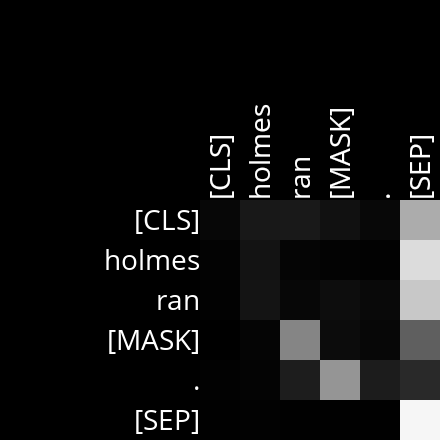 [CLS] holmes ran [MASK] . [SEP]
[CLS]
holmes
ran
[MASK]
.
[SEP]